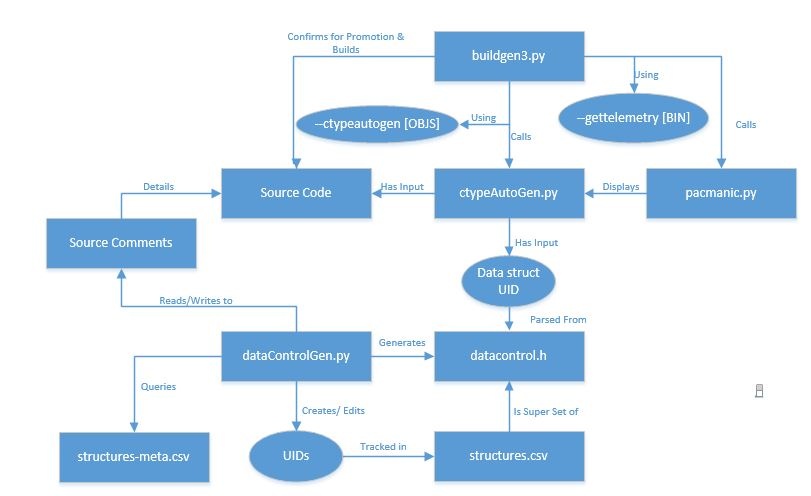 Confirms for Promotion &
Builds
buildgen3.py
Using
--gettelemetry [BIN]
--ctypeautogen [OBJS]
Using
Calls
Calls
Details
Source Code
Has Input
ctypeAutoGen.py
Displays
pacmanic.py
Source Comments
Has Input
Data struct
UID
Reads/Writes to
Parsed From
dataControlGen.py
Generates
datacontrol.h
Queries
Creates/ Edits
Is Super Set of
structures-meta.csv
UIDs
Tracked in
structures.csv